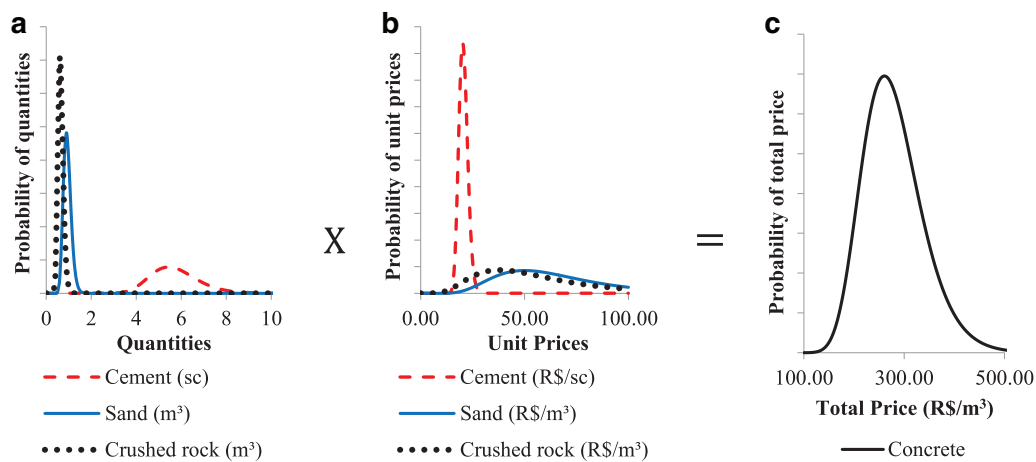 a
Probability of quantities
0 2 4 6 8 10
Quantities
Cement (sc)
Sand (m³)
Crushed rock (m³)
X
b
Probability of unit prices
0.00 50.00 100.00
Unit Prices
Cement (R$/sc)
Sand (R$/m³)
Crushed rock (R$/m³)
=
c
Probability of total price
100.00 300.00 500.00
Total Price (R$/m³)
Concrete